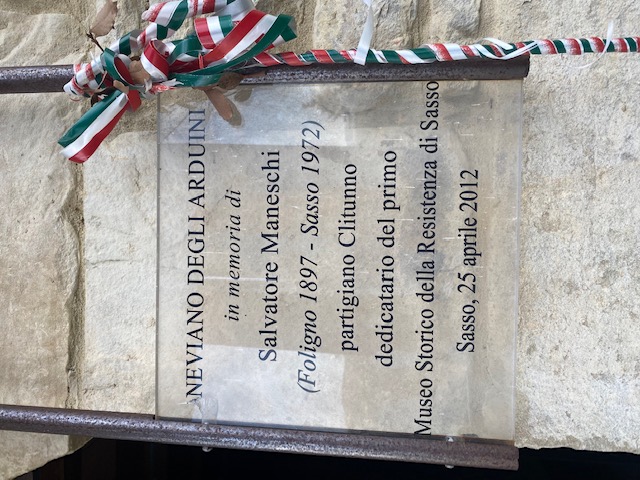 NEVIANO DEGLI ARDUINI
in memoria di
Salvatore Maneschi
(Foligno 1897 - Sasso 1972)
partigiano Clitunno
dedicatario del primo
Museo Storico della Resistenza di Sasso
Sasso, 25 aprile 2012